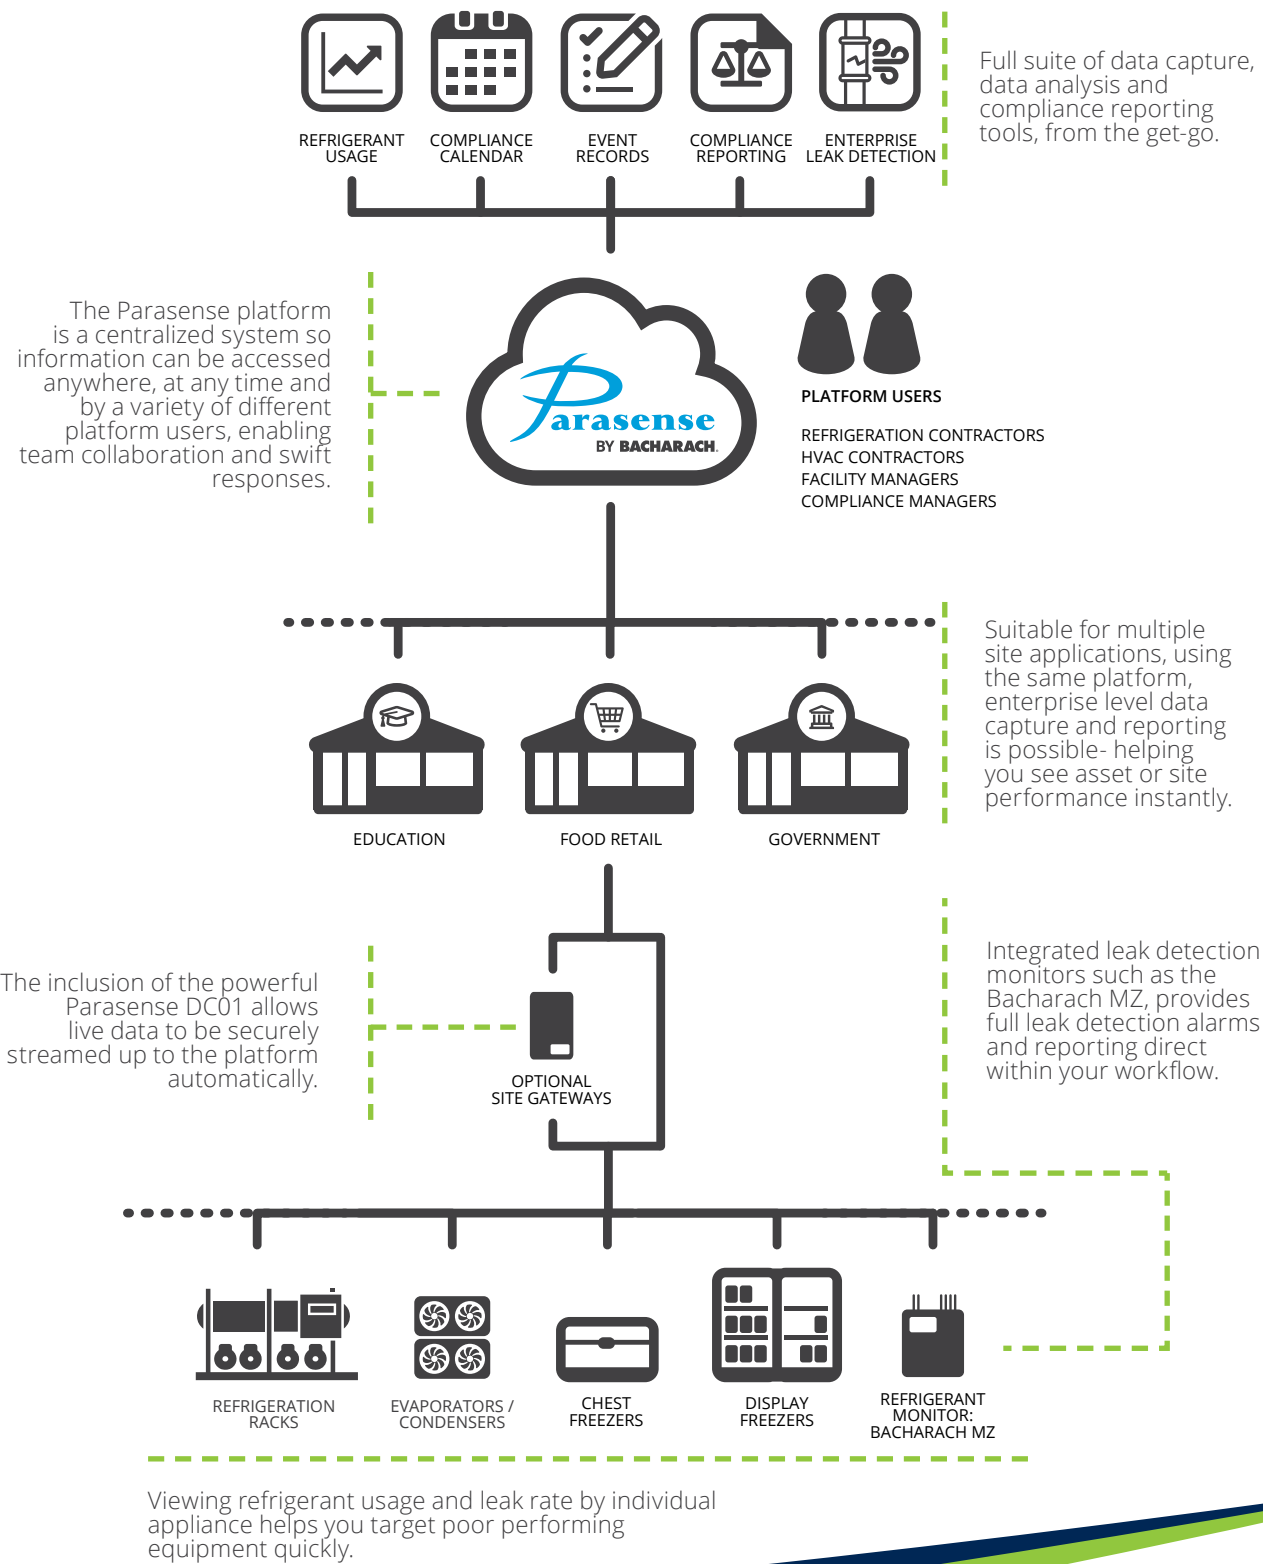 REFRIGERANT
USAGE
COMPLIANCE
CALENDAR
EVENT
RECORDS
COMPLIANCE
REPORTING
ENTERPRISE
LEAK DETECTION
Full suite of data capture,
data analysis and
compliance reporting
tools, from the get-go.
The Parasense platform
is a centralized system so
information can be accessed
anywhere, at any time and
by a variety of different
platform users, enabling
team collaboration and swift
responses.
Parasense
BY BACHARACH.
PLATFORM USERS
REFRIGERATION CONTRACTORS
HVAC CONTRACTORS
FACILITY MANAGERS
COMPLIANCE MANAGERS
Suitable for multiple
site applications, using
the same platform,
enterprise level data
capture and reporting
is possible- helping
you see asset or site
performance instantly.
EDUCATION
FOOD RETAIL
GOVERNMENT
The inclusion of the powerful
Parasense DC01 allows
live data to be securely
streamed up to the platform
automatically.
OPTIONAL
SITE GATEWAYS
Integrated leak detection
monitors such as the
Bacharach MZ, provides
full leak detection alarms
and reporting direct
within your workflow.
REFRIGERATION
RACKS
EVAPORATORS /
CONDENSERS
CHEST
FREEZERS
DISPLAY
FREEZERS
REFRIGERANT
MONITOR:
BACHARACH MZ
Viewing refrigerant usage and leak rate by individual
appliance helps you target poor performing
equipment quickly.